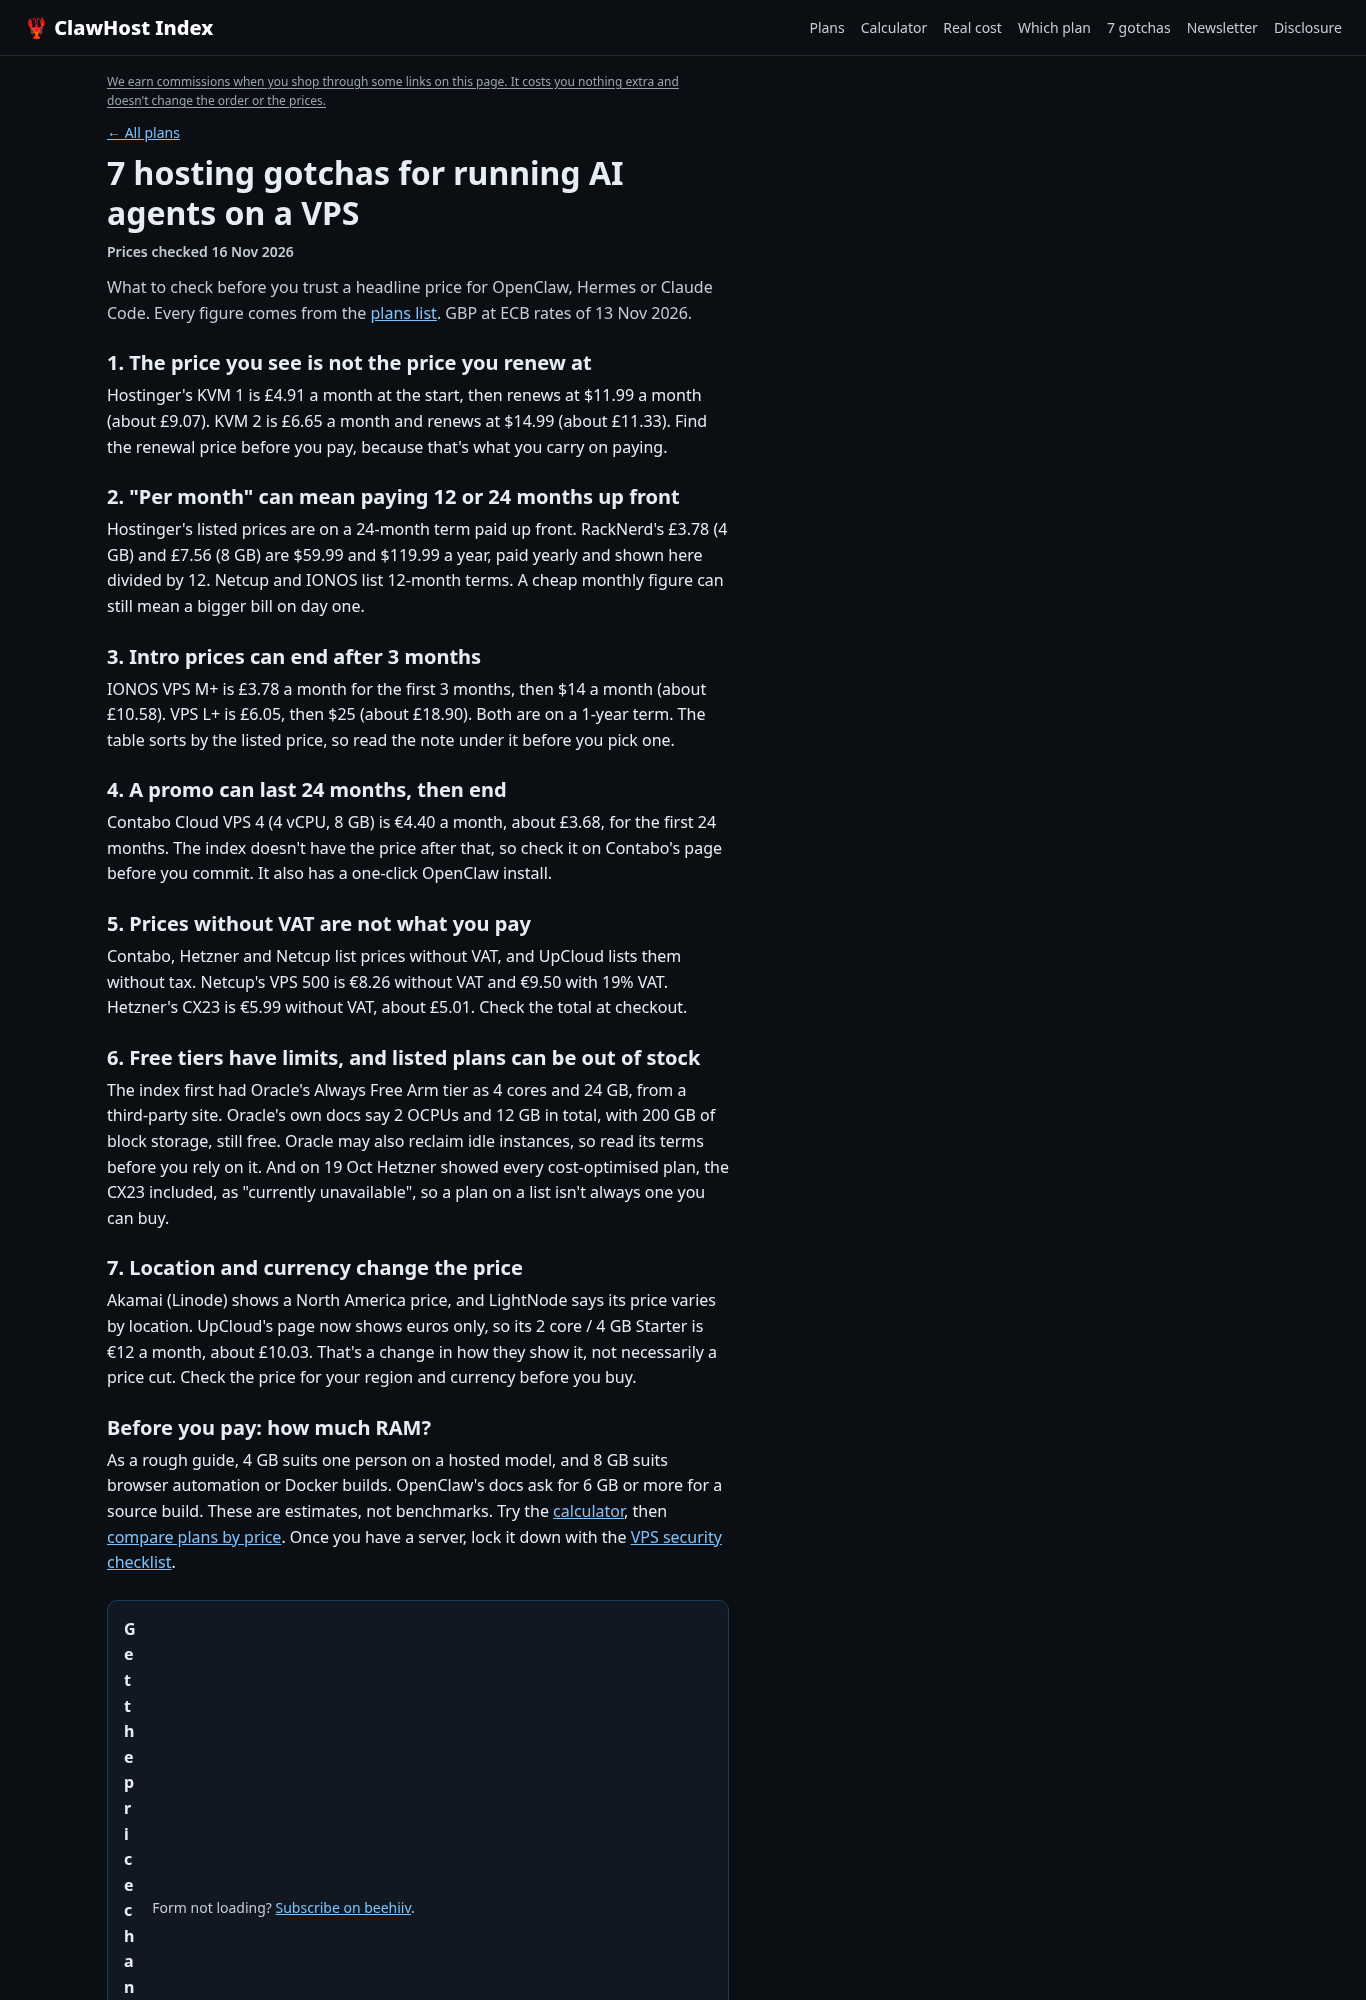 🦞 ClawHost Index
Plans Calculator Real cost Which plan 7 gotchas Newsletter Disclosure
We earn commissions when you shop through some links on this page. It costs you nothing extra and
doesn't change the order or the prices.
← All plans
7 hosting gotchas for running AI
agents on a VPS
Prices checked 16 Nov 2026
What to check before you trust a headline price for OpenClaw, Hermes or Claude
Code. Every figure comes from the plans list. GBP at ECB rates of 13 Nov 2026.
1. The price you see is not the price you renew at
Hostinger's KVM 1 is £4.91 a month at the start, then renews at $11.99 a month
(about £9.07). KVM 2 is £6.65 a month and renews at $14.99 (about £11.33). Find
the renewal price before you pay, because that's what you carry on paying.
2. "Per month" can mean paying 12 or 24 months up front
Hostinger's listed prices are on a 24-month term paid up front. RackNerd's £3.78 (4
GB) and £7.56 (8 GB) are $59.99 and $119.99 a year, paid yearly and shown here
divided by 12. Netcup and IONOS list 12-month terms. A cheap monthly figure can
still mean a bigger bill on day one.
3. Intro prices can end after 3 months
IONOS VPS M+ is £3.78 a month for the first 3 months, then $14 a month (about
£10.58). VPS L+ is £6.05, then $25 (about £18.90). Both are on a 1-year term. The
table sorts by the listed price, so read the note under it before you pick one.
4. A promo can last 24 months, then end
Contabo Cloud VPS 4 (4 vCPU, 8 GB) is €4.40 a month, about £3.68, for the first 24
months. The index doesn't have the price after that, so check it on Contabo's page
before you commit. It also has a one-click OpenClaw install.
5. Prices without VAT are not what you pay
Contabo, Hetzner and Netcup list prices without VAT, and UpCloud lists them
without tax. Netcup's VPS 500 is €8.26 without VAT and €9.50 with 19% VAT.
Hetzner's CX23 is €5.99 without VAT, about £5.01. Check the total at checkout.
6. Free tiers have limits, and listed plans can be out of stock
The index first had Oracle's Always Free Arm tier as 4 cores and 24 GB, from a
third-party site. Oracle's own docs say 2 OCPUs and 12 GB in total, with 200 GB of
block storage, still free. Oracle may also reclaim idle instances, so read its terms
before you rely on it. And on 19 Oct Hetzner showed every cost-optimised plan, the
CX23 included, as "currently unavailable", so a plan on a list isn't always one you
can buy.
7. Location and currency change the price
Akamai (Linode) shows a North America price, and LightNode says its price varies
by location. UpCloud's page now shows euros only, so its 2 core / 4 GB Starter is
€12 a month, about £10.03. That's a change in how they show it, not necessarily a
price cut. Check the price for your region and currency before you buy.
Before you pay: how much RAM?
As a rough guide, 4 GB suits one person on a hosted model, and 8 GB suits
browser automation or Docker builds. OpenClaw's docs ask for 6 GB or more for a
source build. These are estimates, not benchmarks. Try the calculator, then
compare plans by price. Once you have a server, lock it down with the VPS security
checklist.
G
e
t
t
h
e
p
r
i
c
e
c
h
a
n
Form not loading? Subscribe on beehiiv.